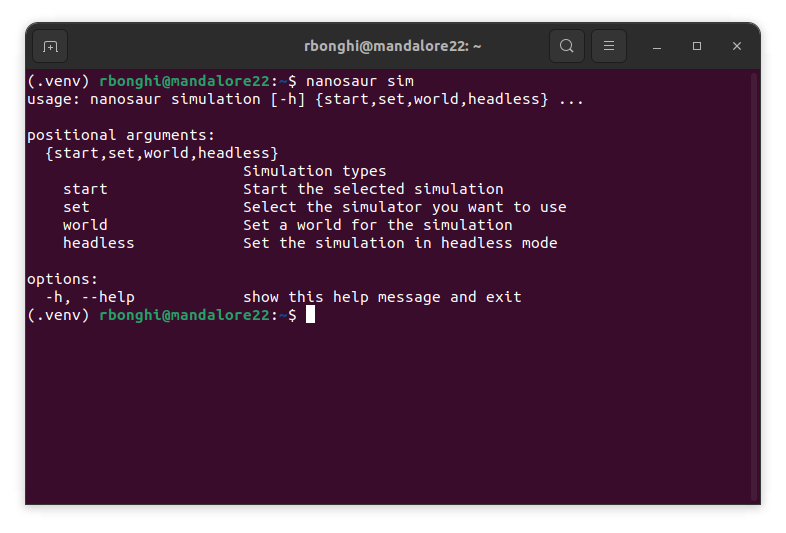 rbonghi@mandalore22: ~
(.venv) rbonghi@mandalore22:~$ nanosaur sim
usage: nanosaur simulation [-h] {start,set,world,headless} ...
positional arguments:
{start,set,world,headless}
Simulation types
start Start the selected simulation
set Select the simulator you want to use
world Set a world for the simulation
headless Set the simulation in headless mode
options:
-h, --help show this help message and exit
(.venv) rbonghi@mandalore22:~$